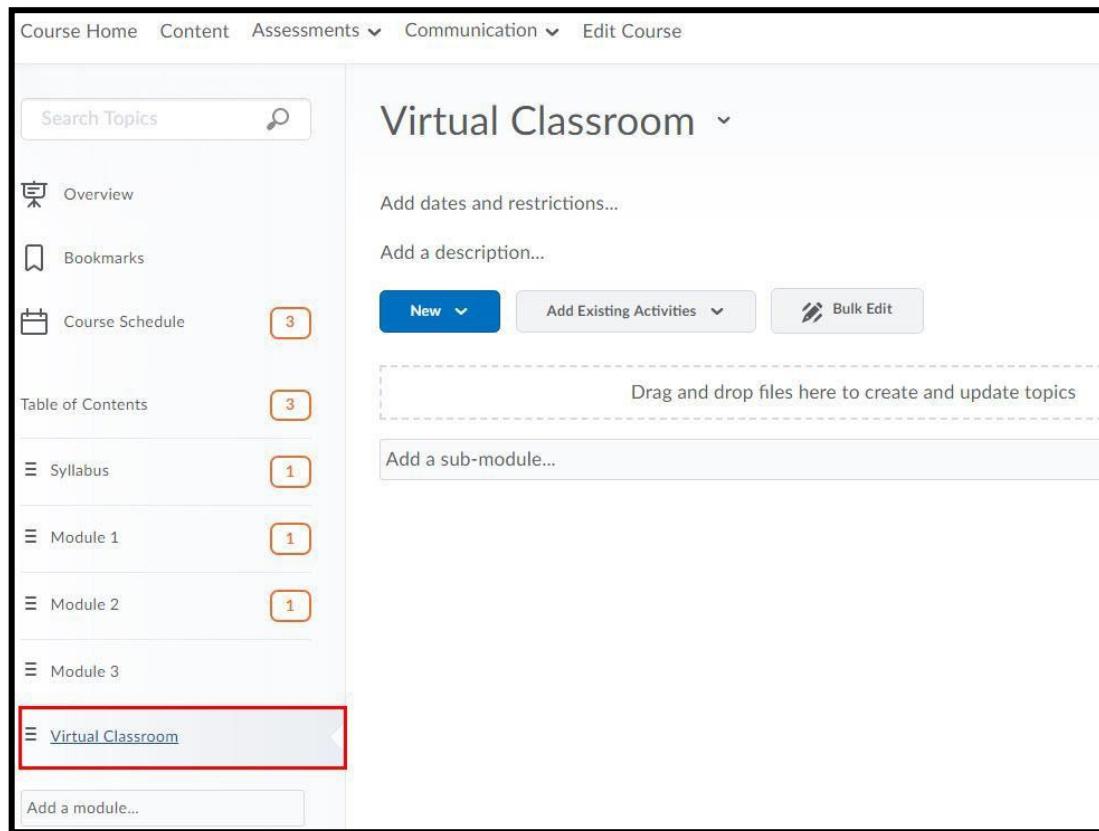 Course Home Content Assessments Communication Edit Course
Search Topics
Overview
Bookmarks
Course Schedule 3
Table of Contents 3
Syllabus 1
Module 1 1
Module 2 1
Module 3
Virtual Classroom
Add a module...
Virtual Classroom
Add dates and restrictions...
Add a description...
New Add Existing Activities Bulk Edit
Drag and drop files here to create and update topics
Add a sub-module...